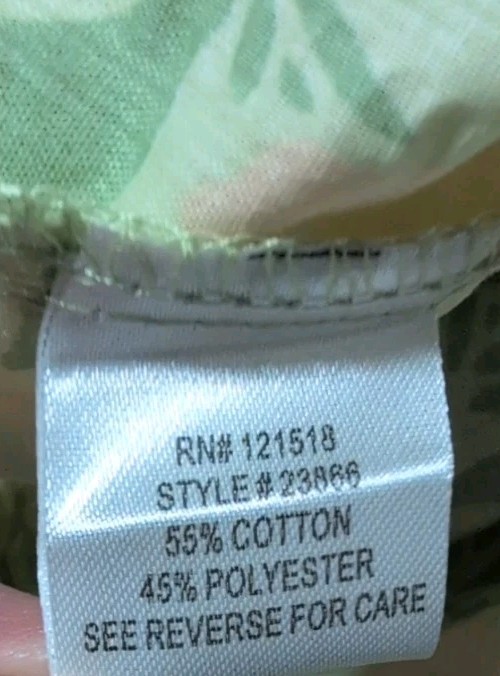 RN# 121518
STYLE # 23866
55% COTTON
45% POLYESTER
SEE REVERSE FOR CARE